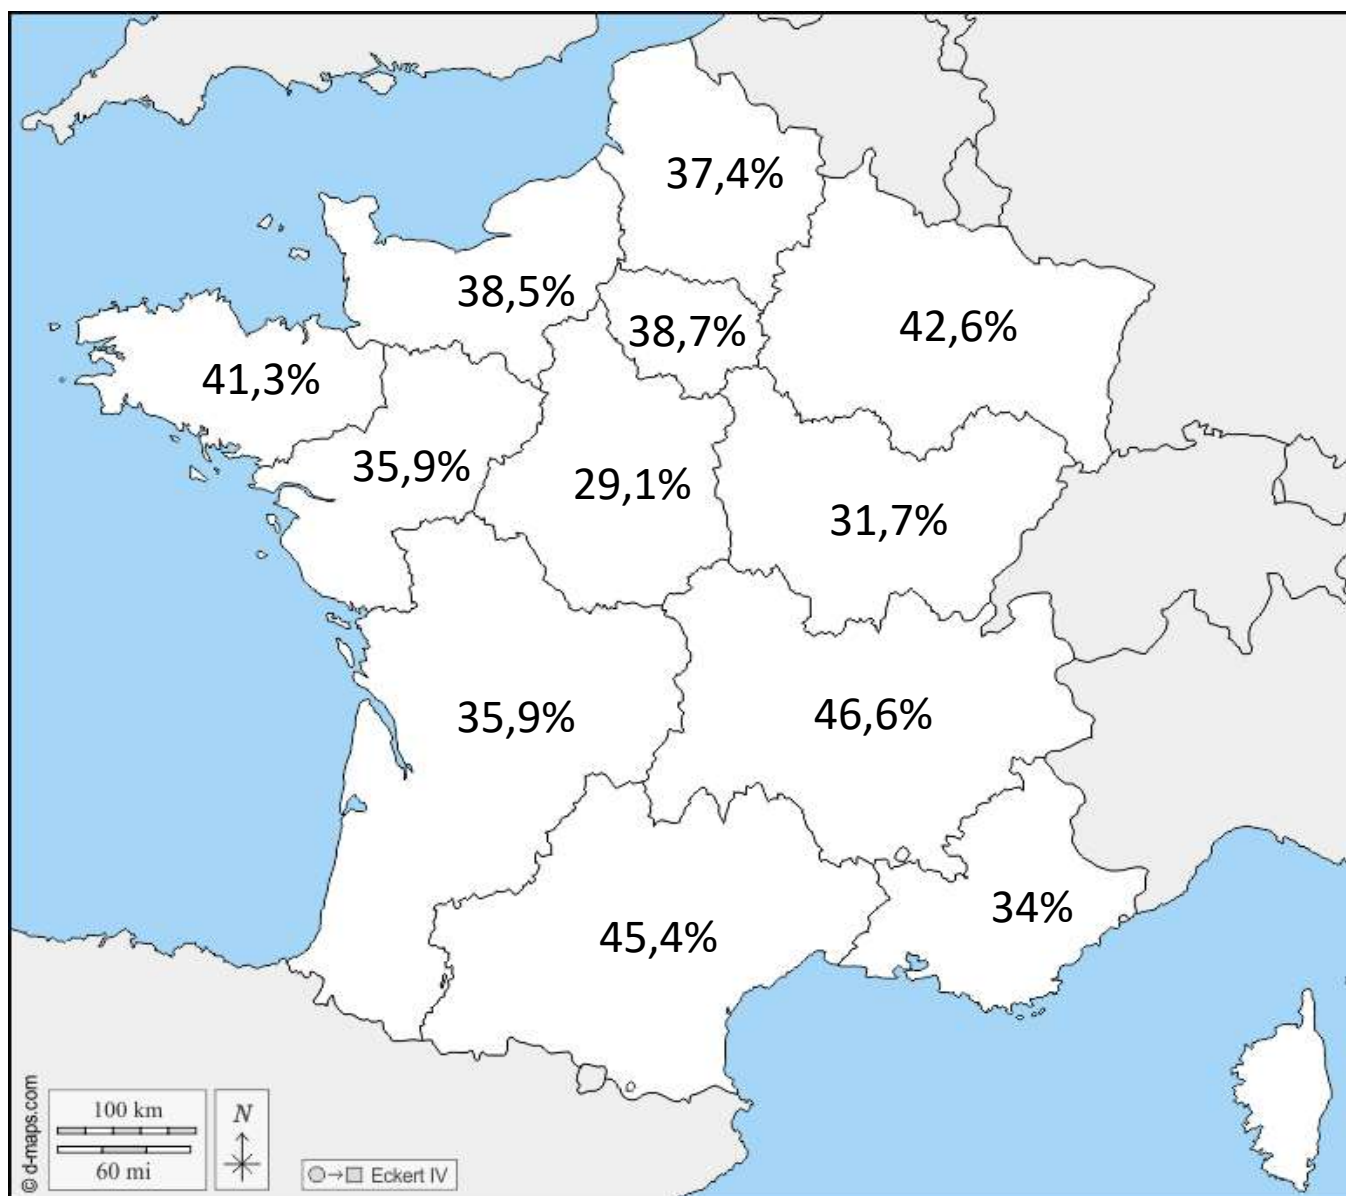 37,4%
38,5%
38,7%
42,6%
41,3%
35,9%
29,1%
31,7%
35,9%
46,6%
34%
45,4%
© d-maps.com
100 km
60 mi
N
Eckert IV